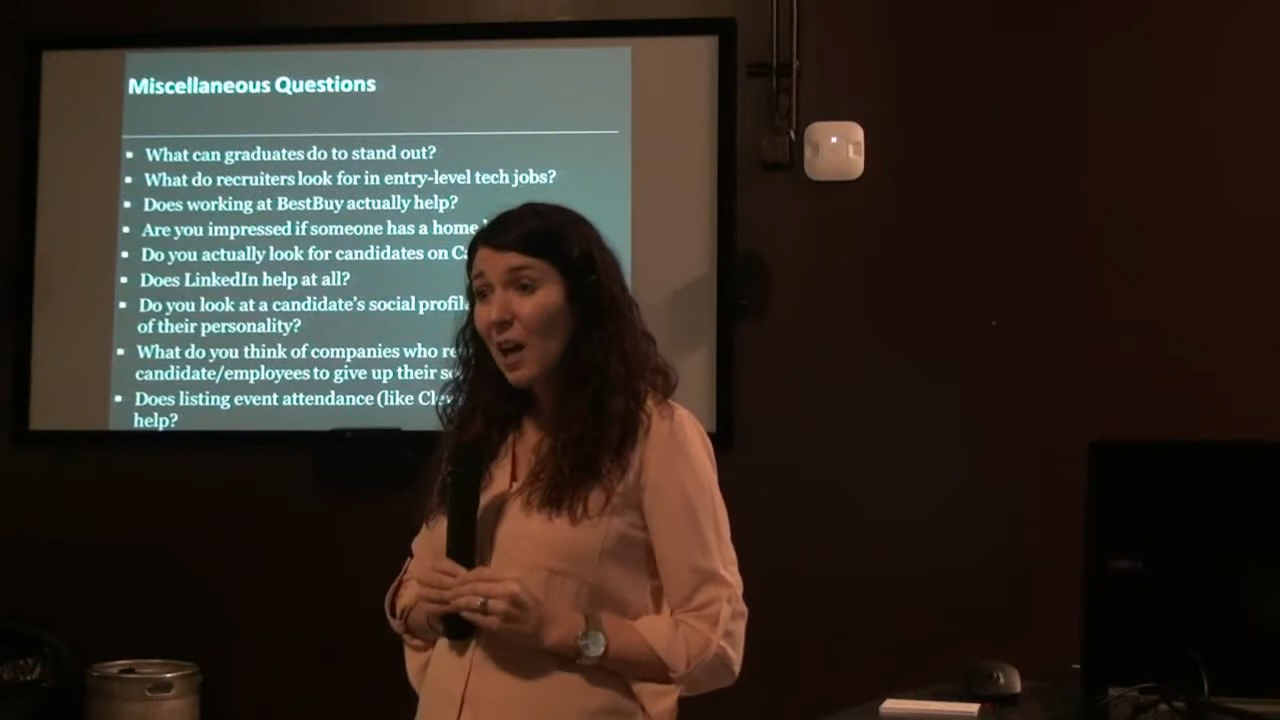 Miscellaneous Questions
▪ What can graduates do to stand out?
▪ What do recruiters look for in entry-level tech jobs?
▪ Does working at BestBuy actually help?
▪ Are you impressed if someone has a home
▪ Do you actually look for candidates on
▪ Does LinkedIn help at all?
▪ Do you look at a candidate's social
of their personality?
▪ What do you think of companies who
candidate/employees to give up their
▪ Does listing event attendance (like
help?